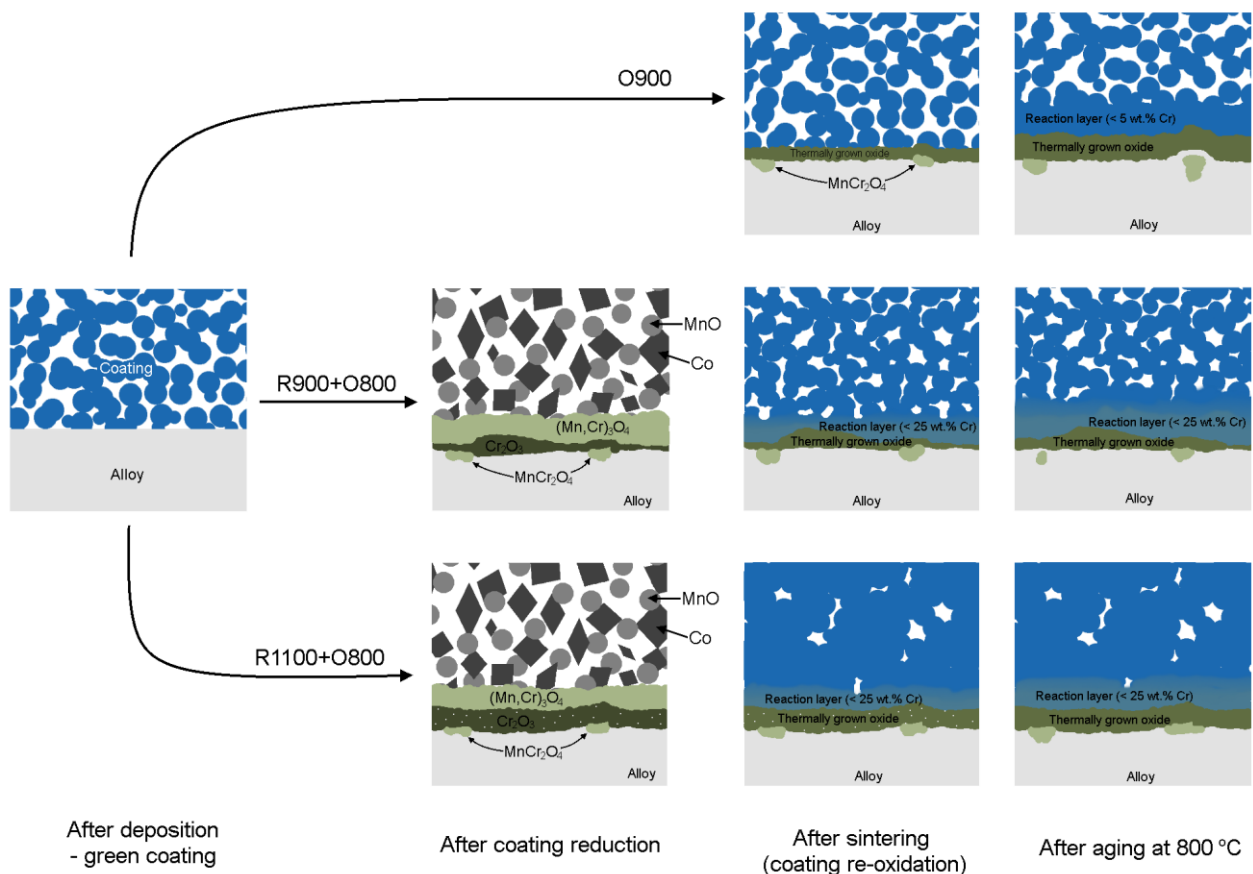 O900
Thermally grown oxide
MnCr₂O₄
Alloy
Reaction layer (< 5 wt.% Cr)
Thermally grown oxide
Alloy
Coating
Alloy
R900+O800
MnO
Co
(Mn,Cr)₃O₄
Cr₂O₃
MnCr₂O₄
Alloy
Reaction layer (< 25 wt.% Cr)
Thermally grown oxide
Alloy
Reaction layer (< 25 wt.% Cr)
Thermally grown oxide
Alloy
R1100+O800
MnO
Co
(Mn,Cr)₃O₄
Cr₂O₃
MnCr₂O₄
Alloy
Reaction layer (< 25 wt.% Cr)
Thermally grown oxide
Alloy
Reaction layer (< 25 wt.% Cr)
Thermally grown oxide
Alloy
After deposition
- green coating
After coating reduction
After sintering
(coating re-oxidation)
After aging at 800 ºC